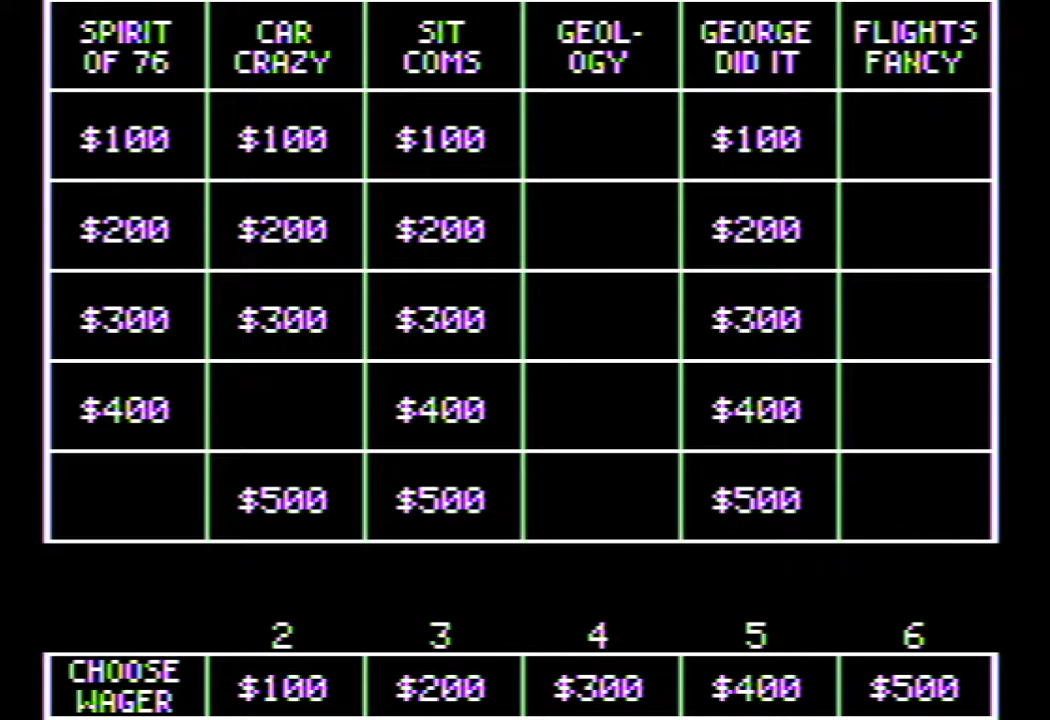 SPIRIT OF 76
CAR CRAZY
SIT COMS
GEOL-
OGY
GEORGE DID IT
FLIGHTS FANCY
$100 $100 $100 $100
$200 $200 $200 $200
$300 $300 $300 $300
$400 $400 $400
$500 $500 $500
2 3 4 5 6
CHOOSE WAGER
$100 $200 $300 $400 $500